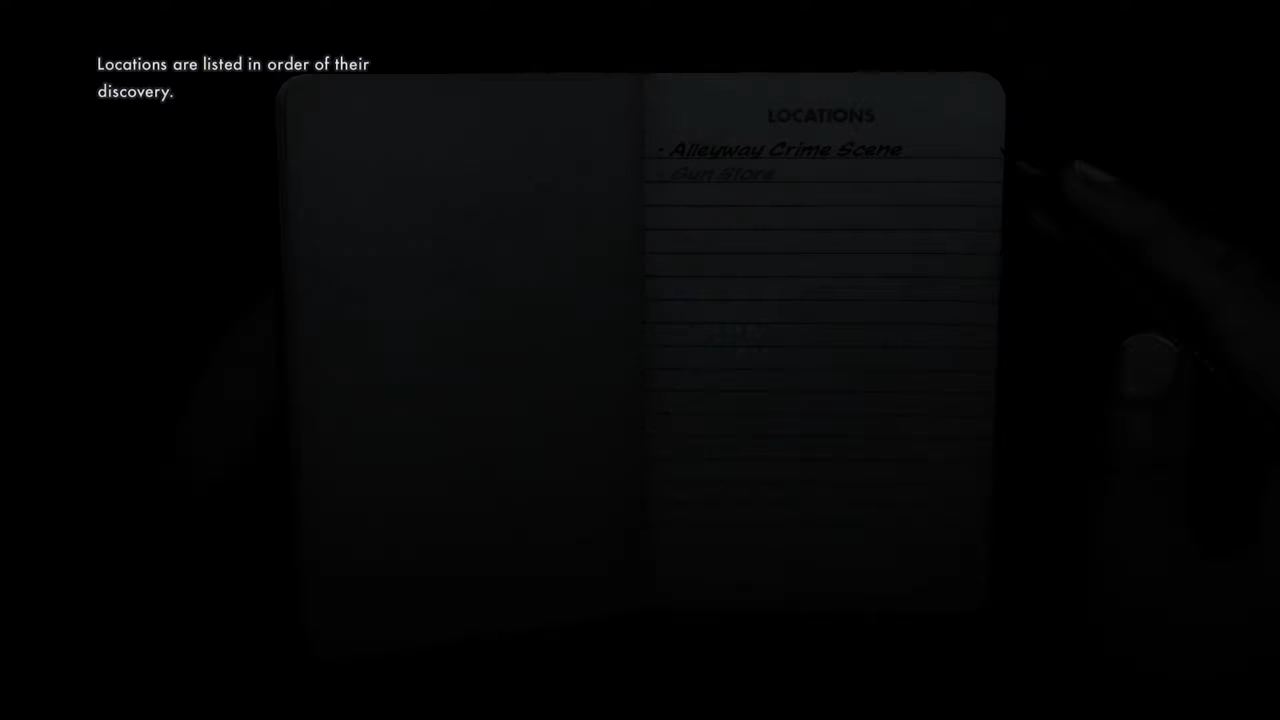 Locations are listed in order of their
discovery.
LOCATIONS
- Alleyway Crime Scene
- Gun Store